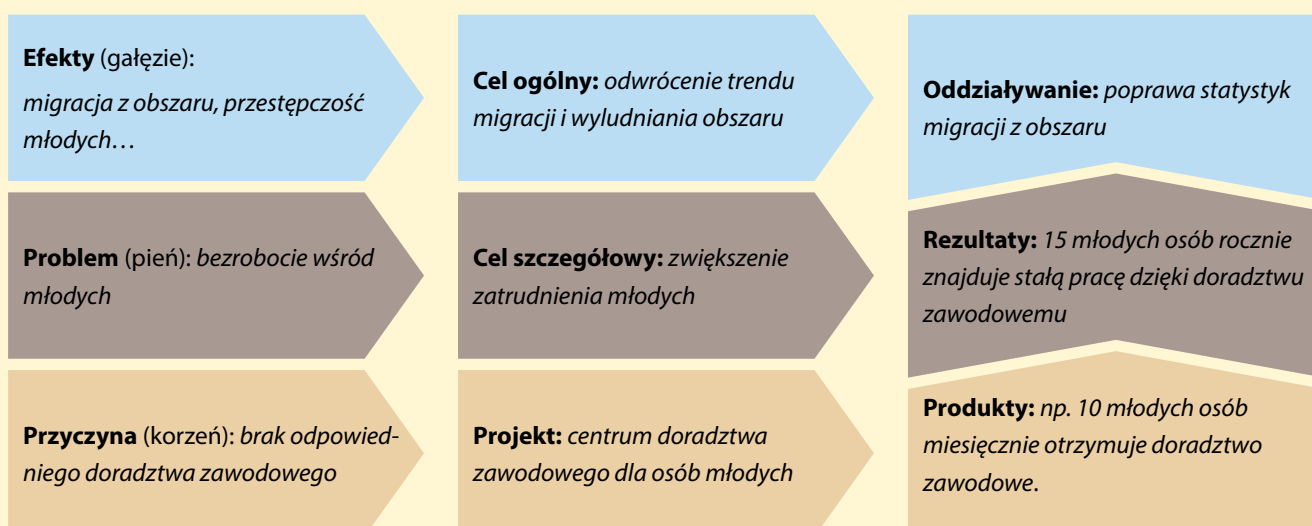 Efekty (gałęzie):
migracja z obszaru, przestępczość
młodych…
Cel ogólny: odwrócenie trendu
migracji i wyludniania obszaru
Oddziaływanie: poprawa statystyk
migracji z obszaru
Problem (pień): bezrobocie wśród
młodych
Cel szczegółowy: zwiększenie
zatrudnienia młodych
Rezultaty: 15 młodych osób rocznie
znajduje stałą pracę dzięki doradztwu
zawodowemu
Przyczyna (korzeń): brak odpowied-
niego doradztwa zawodowego
Projekt: centrum doradztwa
zawodowego dla osób młodych
Produkty: np. 10 młodych osób
miesięcznie otrzymuje doradztwo
zawodowe.